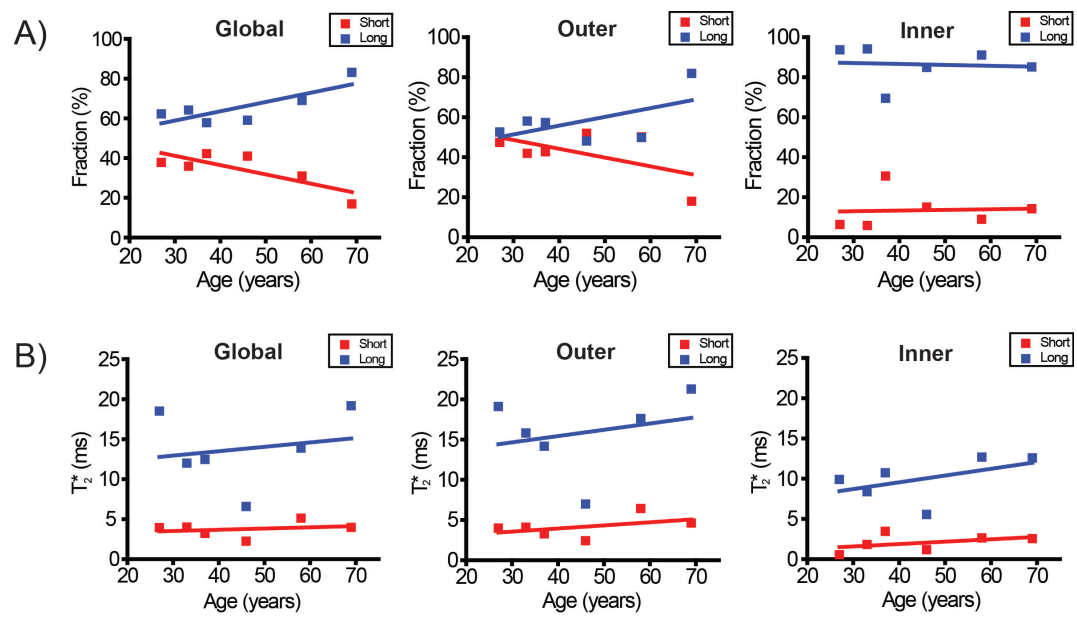 A)
Global
Short
Long
Fraction (%)
100
80
60
40
20
0
20 30 40 50 60 70
Age (years)
Outer
Short
Long
Fraction (%)
100
80
60
40
20
0
20 30 40 50 60 70
Age (years)
Inner
Short
Long
Fraction (%)
100
80
60
40
20
0
20 30 40 50 60 70
Age (years)
B)
Global
Short
Long
T2* (ms)
25
20
15
10
5
0
20 30 40 50 60 70
Age (years)
Outer
Short
Long
T2* (ms)
25
20
15
10
5
0
20 30 40 50 60 70
Age (years)
Inner
Short
Long
T2* (ms)
25
20
15
10
5
0
20 30 40 50 60 70
Age (years)